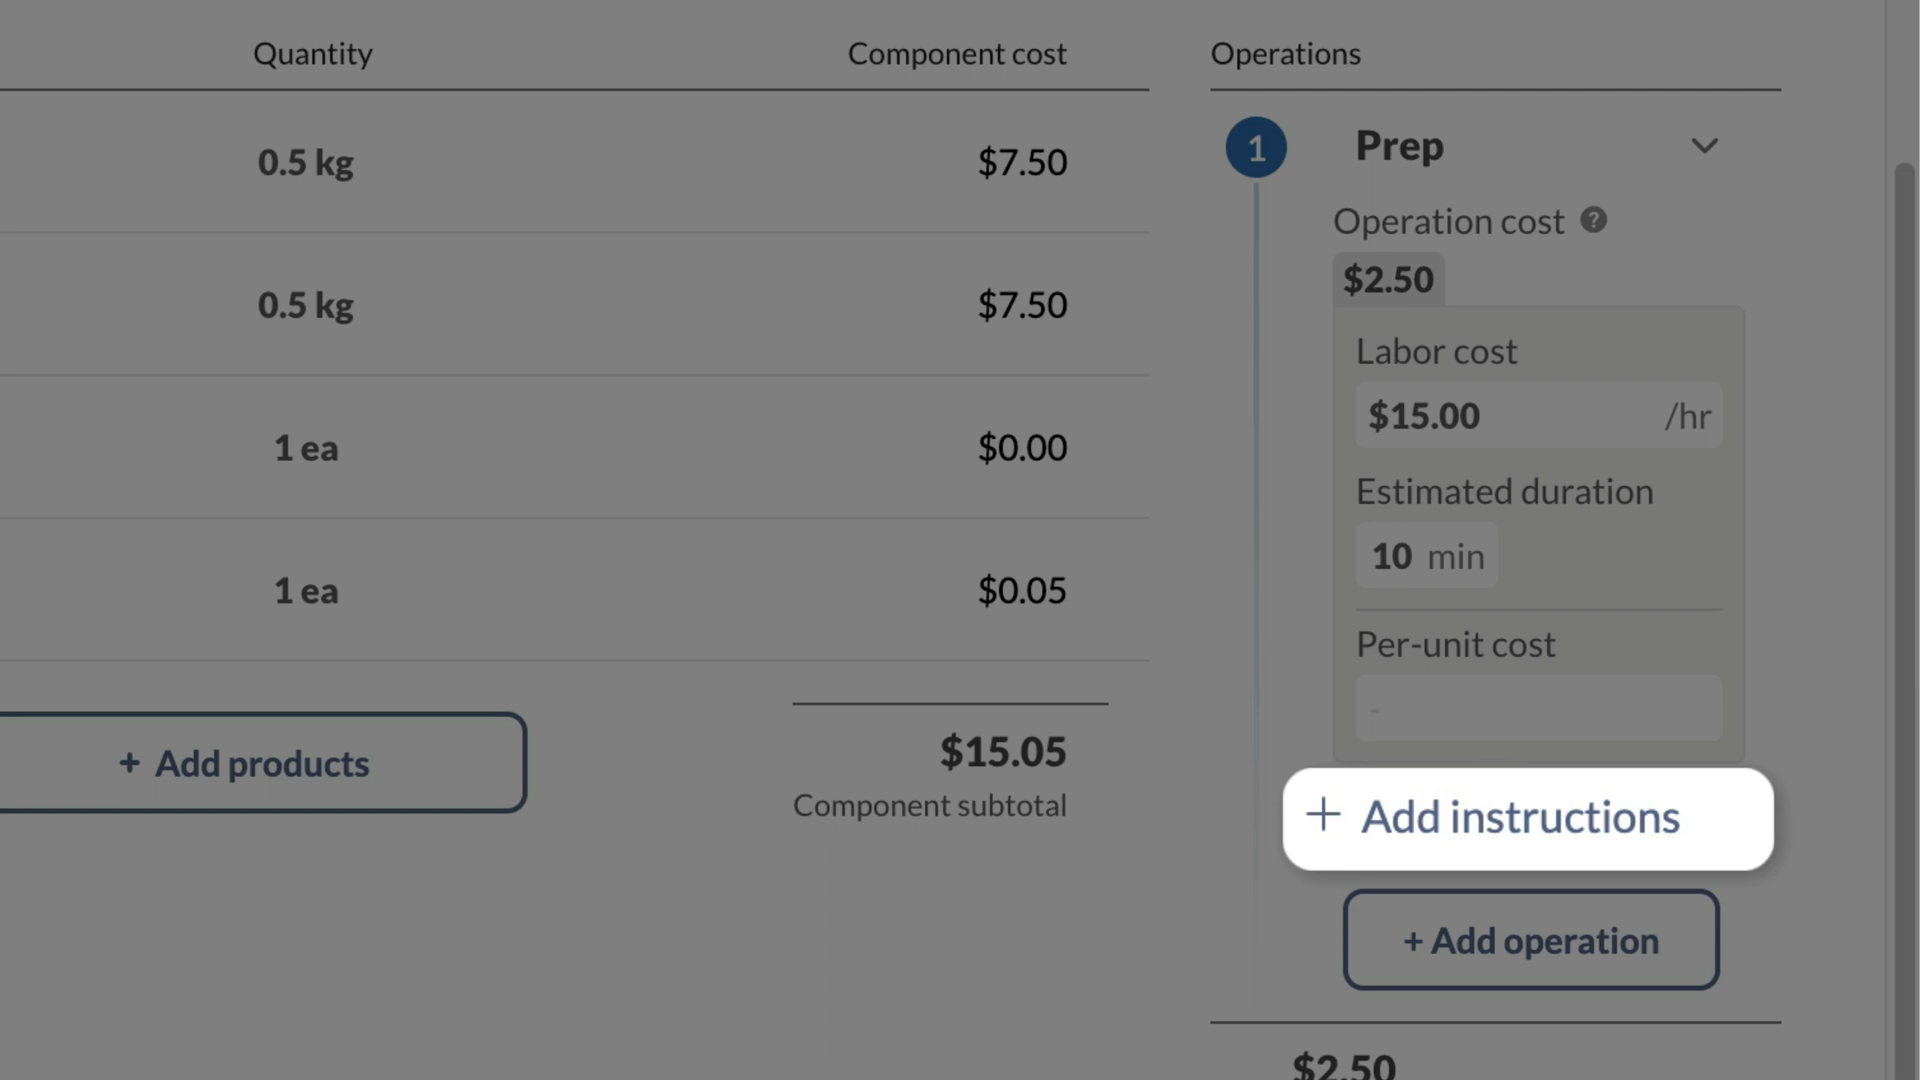 Quantity Component cost Operations
1 Prep
0.5 kg $7.50
Operation cost ?
$2.50
0.5 kg $7.50
Labor cost
$15.00 /hr
1 ea $0.00
Estimated duration
10 min
1 ea $0.05
Per-unit cost
-
+ Add products
$15.05
Component subtotal
+ Add instructions
+ Add operation
$2.50